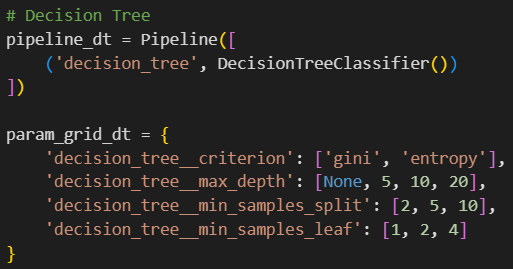 # Decision Tree
pipeline_dt = Pipeline([
    ('decision_tree', DecisionTreeClassifier())
])

param_grid_dt = {
    'decision_tree__criterion': ['gini', 'entropy'],
    'decision_tree__max_depth': [None, 5, 10, 20],
    'decision_tree__min_samples_split': [2, 5, 10],
    'decision_tree__min_samples_leaf': [1, 2, 4]
}